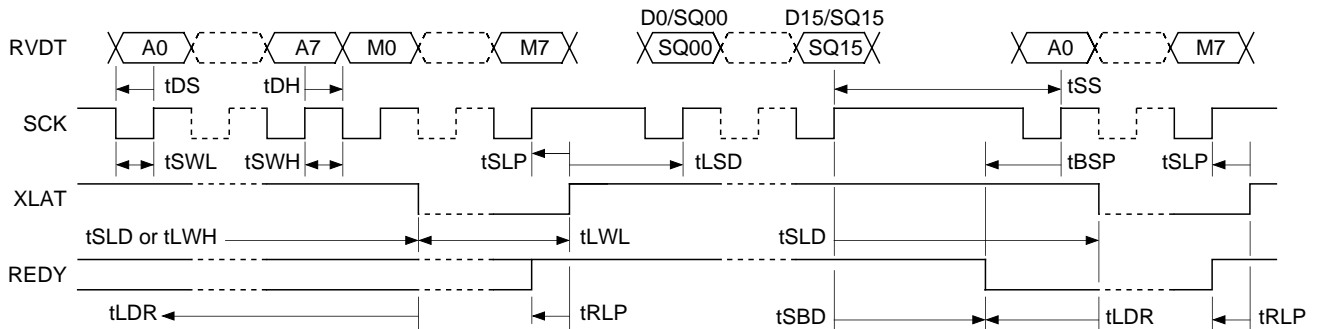 D0/SQ00 D15/SQ15
RVDT A0 A7 M0 M7 SQ00 SQ15 A0 M7
tDS tDH tSS
SCK
tSWL tSWH tSLP tLSD tBSP tSLP
XLAT
tSLD or tLWH tLWL tSLD
REDY
tLDR tRLP tSBD tLDR tRLP